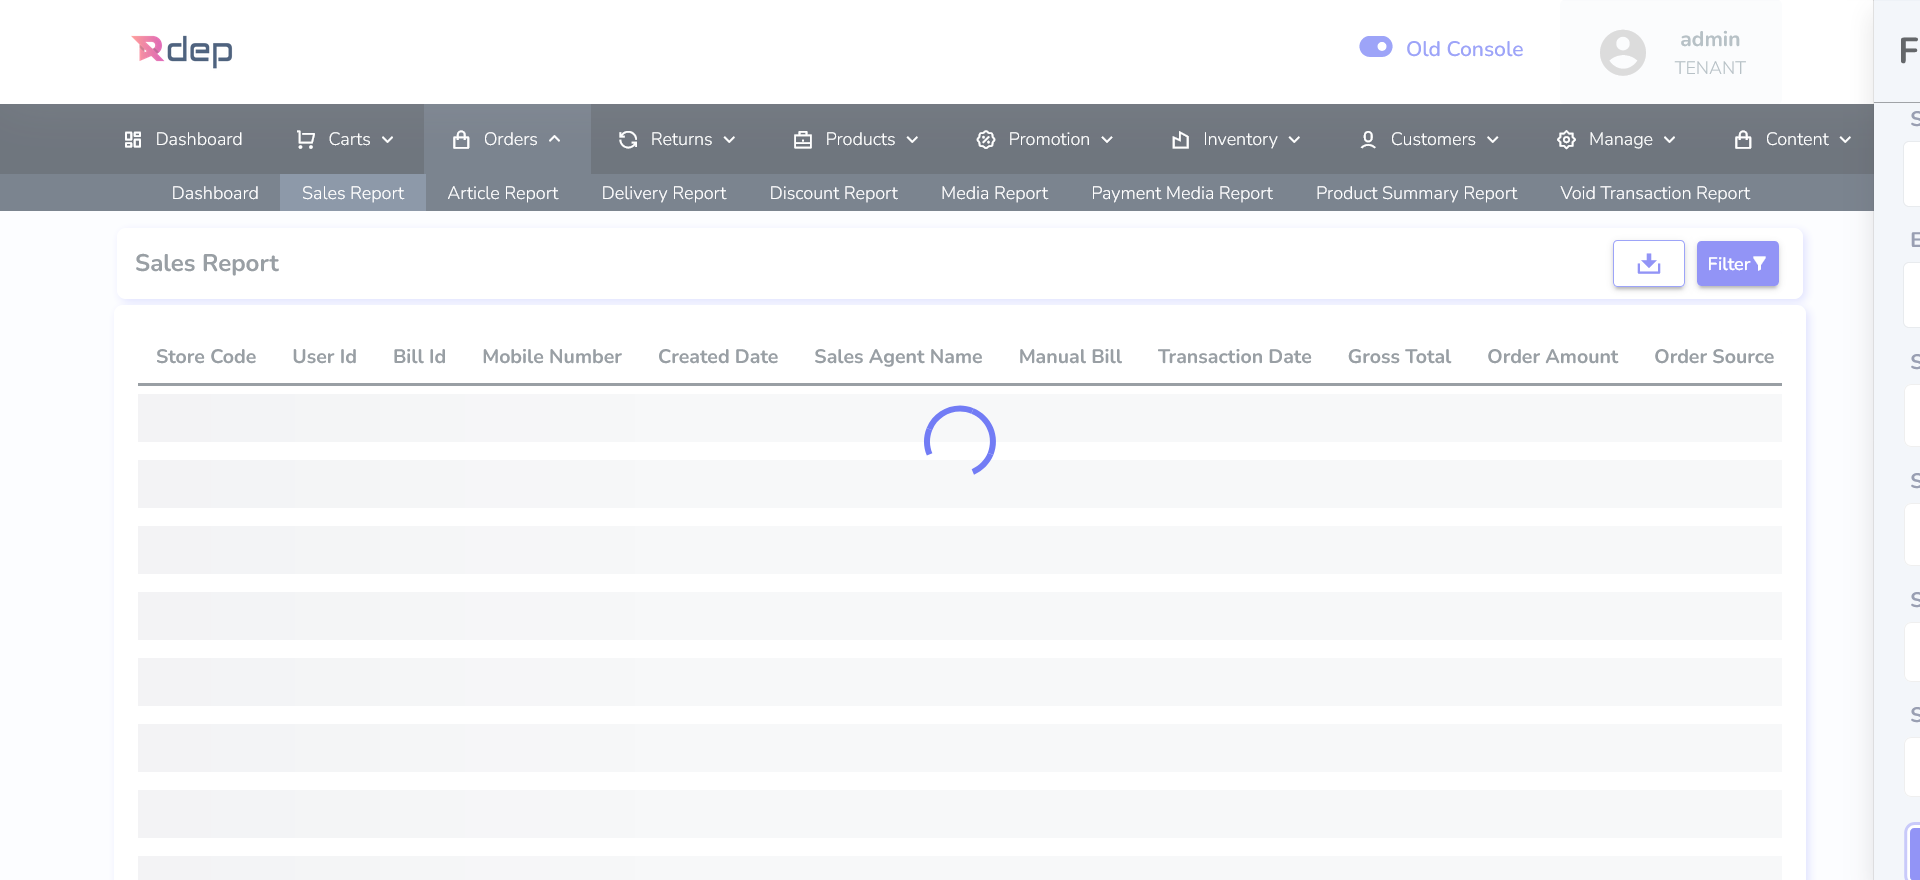 Rdep
Old Console
admin
TENANT
Dashboard Carts Orders Returns Products Promotion Inventory Customers Manage Content
Dashboard Sales Report Article Report Delivery Report Discount Report Media Report Payment Media Report Product Summary Report Void Transaction Report
Sales Report
Filter
Store Code User Id Bill Id Mobile Number Created Date Sales Agent Name Manual Bill Transaction Date Gross Total Order Amount Order Source